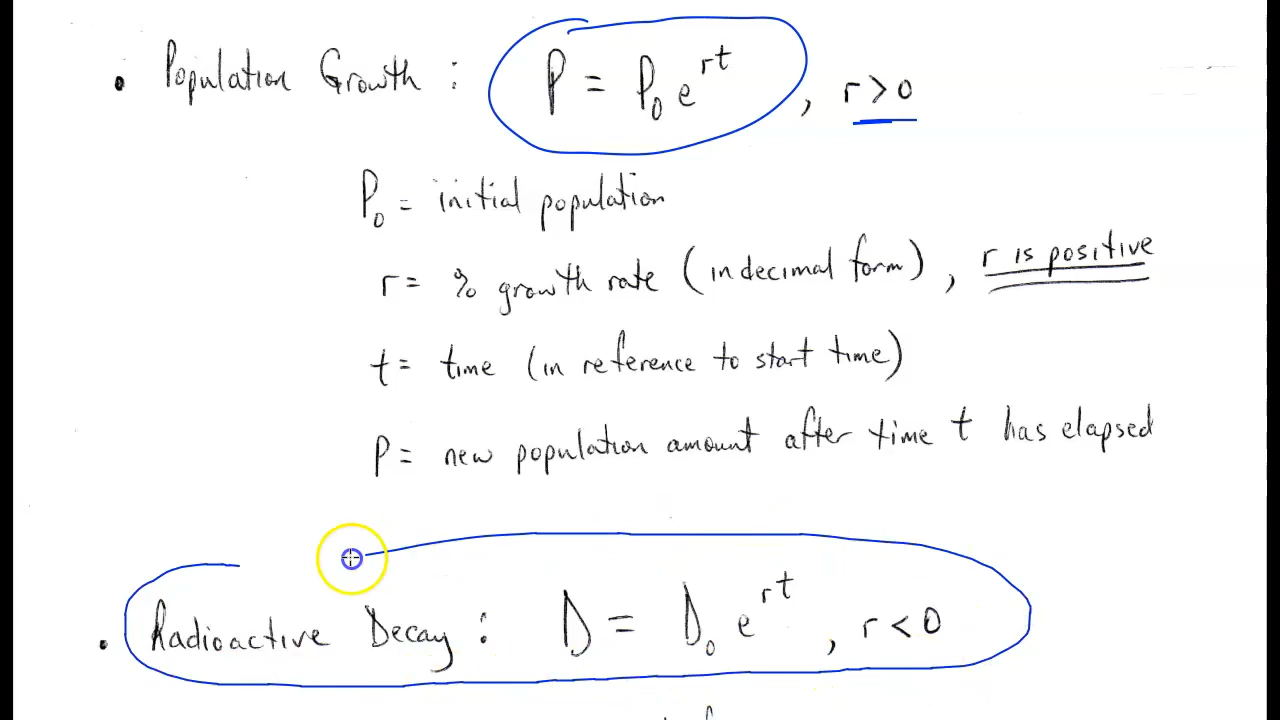 • Population Growth : P = P₀ e^{rt} , r > 0
P₀ = initial population
r = % growth rate (in decimal form) , r is positive
t = time (in reference to start time)
P = new population amount after time t has elapsed
• Radioactive Decay : D = D₀ e^{rt} , r < 0